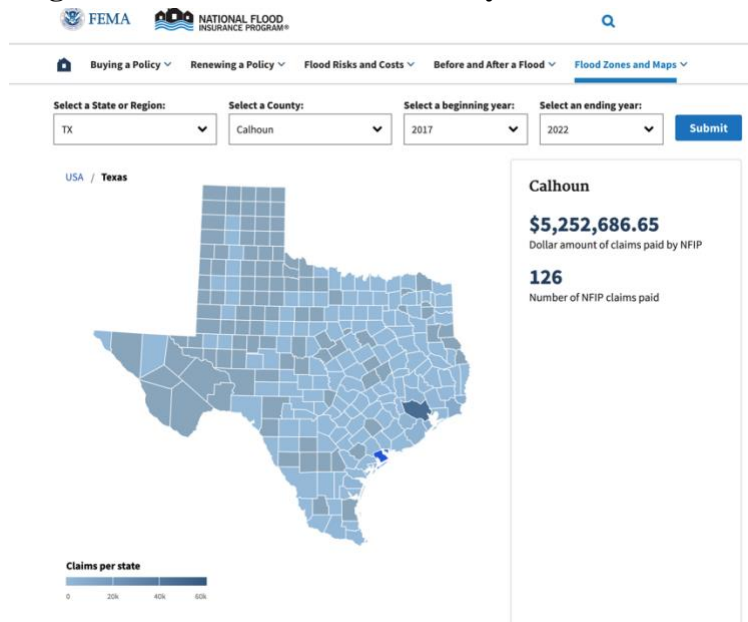 FEMA
NATIONAL FLOOD
INSURANCE PROGRAM®
Buying a Policy Renewing a Policy Flood Risks and Costs Before and After a Flood Flood Zones and Maps
Select a State or Region: Select a County: Select a beginning year: Select an ending year:
TX Calhoun 2017 2022 Submit
USA / Texas
Calhoun
$5,252,686.65
Dollar amount of claims paid by NFIP
126
Number of NFIP claims paid
Claims per state
0 20k 40k 60k